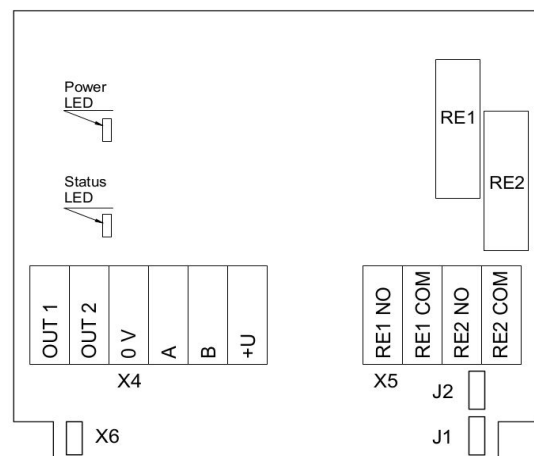 Power
LED
RE1
Status
LED
RE2
OUT 1
OUT 2
0 V
A
B
+U
RE1 NO
RE1 COM
RE2 NO
RE2 COM
X4
X5
J2
X6
J1